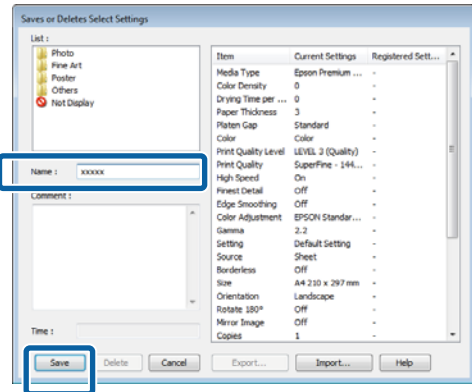 Saves or Deletes Select Settings
List :
Photo
Fine Art
Poster
Others
Not Display
Name : xxxxx
Comment :
Time :
Item Current Settings Registered Sett...
Media Type Epson Premium ... -
Color Density 0 -
Drying Time per ... 0 -
Paper Thickness 3 -
Platen Gap Standard -
Color Color -
Print Quality Level LEVEL 3 (Quality) -
Print Quality SuperFine - 144... -
High Speed On -
Finest Detail Off -
Edge Smoothing Off -
Color Adjustment EPSON Standar... -
Gamma 2.2 -
Setting Default Setting -
Source Sheet -
Borderless Off -
Size A4 210 x 297 mm -
Orientation Landscape -
Rotate 180° Off -
Mirror Image Off -
Copies 1 -
Save Delete Cancel Export... Import... Help